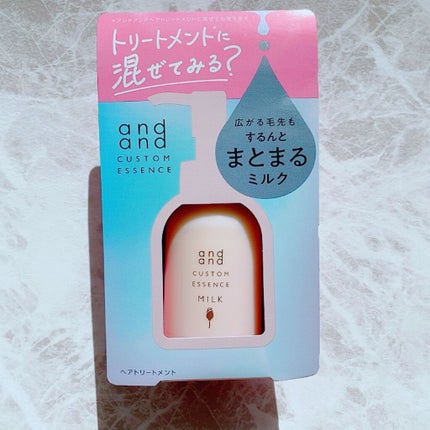 トリートメントに
混ぜてみる?
and
and
CUSTOM
ESSENCE
広がる毛先も
するんと
まとまる
ミルク
and
and
CUSTOM
ESSENCE
MILK
ヘアトリートメント